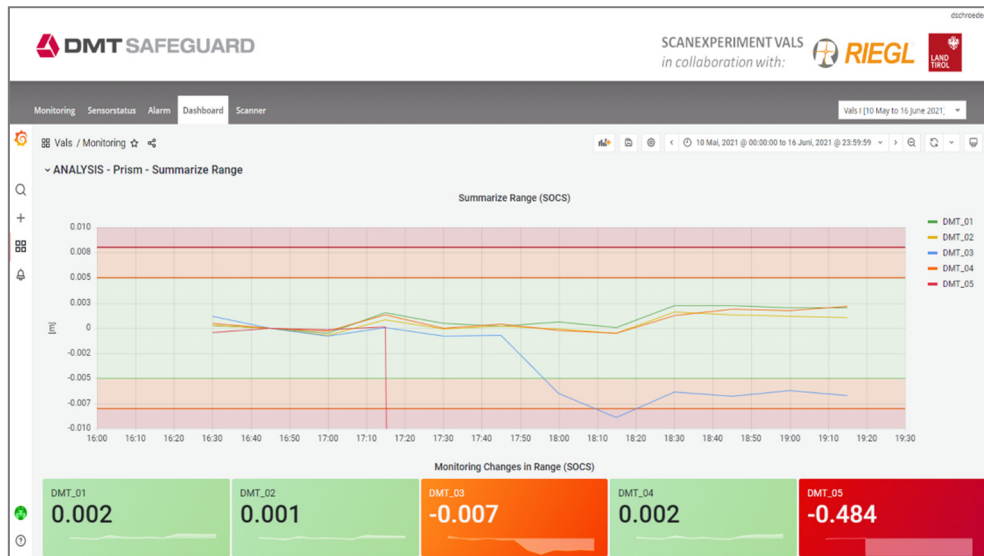 dschroeder
DMT SAFEGUARD
SCANEXPERIMENT VALS
in collaboration with:
RIEGL
LAND
TIROL
Monitoring Sensorstatus Alarm Dashboard Scanner
Vals I [10 May to 16 June 2021]
Vals / Monitoring
10 Mai, 2021 @ 00:00:00 to 16 Juni, 2021 @ 23:59:59
ANALYSIS - Prism - Summarize Range
Summarize Range (SOCS)
0.010
0.008
0.005
0.003
0
-0.002
-0.005
-0.007
-0.010
[m]
DMT_01
DMT_02
DMT_03
DMT_04
DMT_05
16:00 16:10 16:20 16:30 16:40 16:50 17:00 17:10 17:20 17:30 17:40 17:50 18:00 18:10 18:20 18:30 18:40 18:50 19:00 19:10 19:20 19:30
Monitoring Changes in Range (SOCS)
DMT_01 DMT_02 DMT_03 DMT_04 DMT_05
0.002 0.001 -0.007 0.002 -0.484